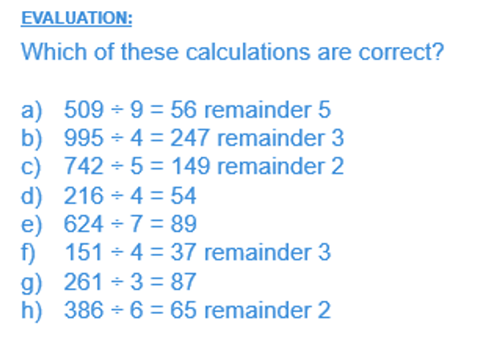 EVALUATION:
Which of these calculations are correct?
a) 509 ÷ 9 = 56 remainder 5
b) 995 ÷ 4 = 247 remainder 3
c) 742 ÷ 5 = 149 remainder 2
d) 216 ÷ 4 = 54
e) 624 ÷ 7 = 89
f) 151 ÷ 4 = 37 remainder 3
g) 261 ÷ 3 = 87
h) 386 ÷ 6 = 65 remainder 2